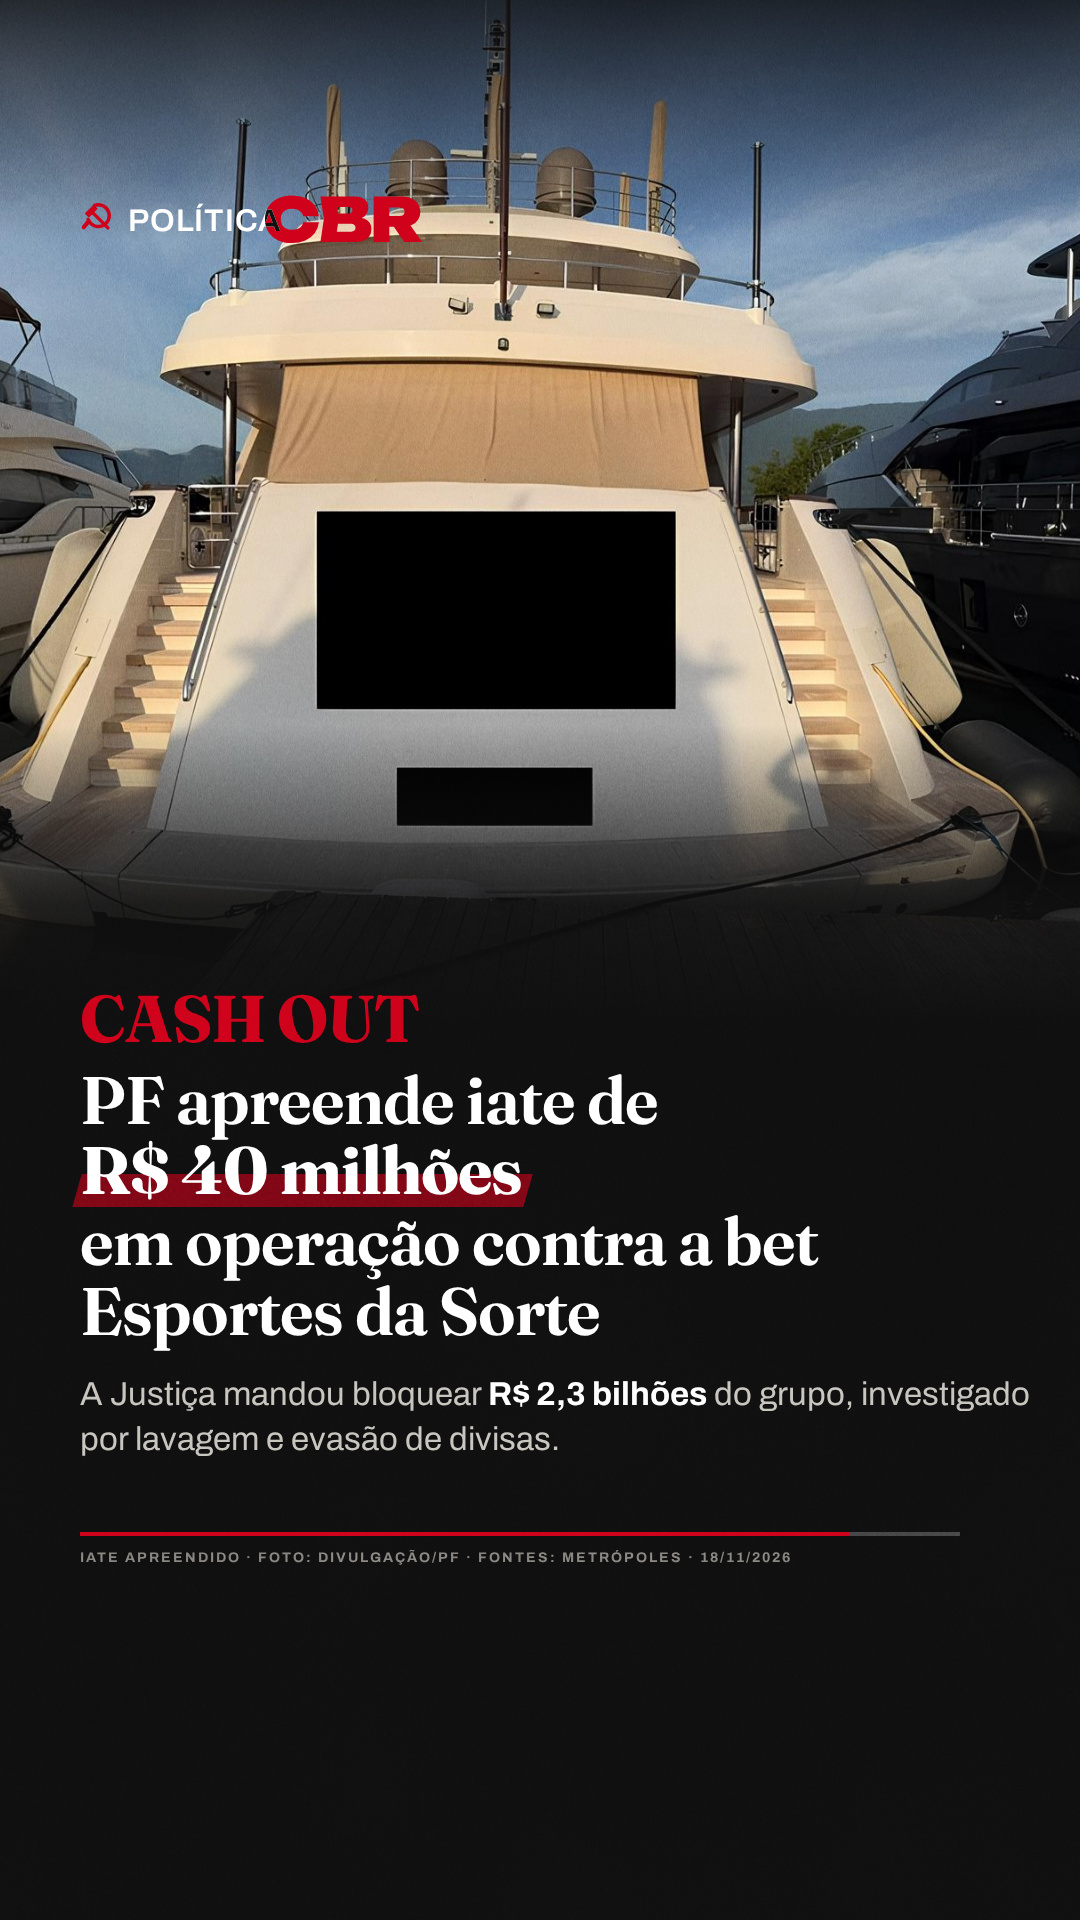 POLÍTICA CBR
CASH OUT
PF apreende iate de
R$ 40 milhões
em operação contra a bet
Esportes da Sorte
A Justiça mandou bloquear R$ 2,3 bilhões do grupo, investigado
por lavagem e evasão de divisas.
IATE APREENDIDO · FOTO: DIVULGAÇÃO/PF · FONTES: METRÓPOLES · 18/11/2026